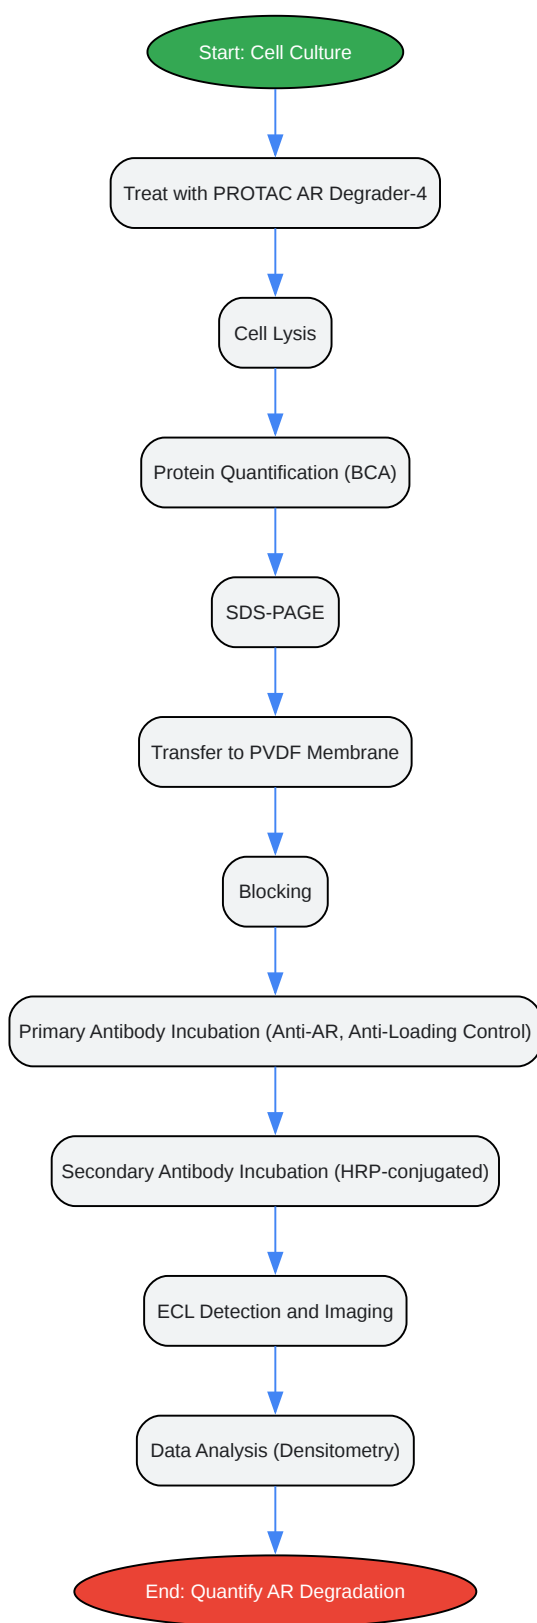 Start: Cell Culture
Treat with PROTAC AR Degrader-4
Cell Lysis
Protein Quantification (BCA)
SDS-PAGE
Transfer to PVDF Membrane
Blocking
Primary Antibody Incubation (Anti-AR, Anti-Loading Control)
Secondary Antibody Incubation (HRP-conjugated)
ECL Detection and Imaging
Data Analysis (Densitometry)
End: Quantify AR Degradation